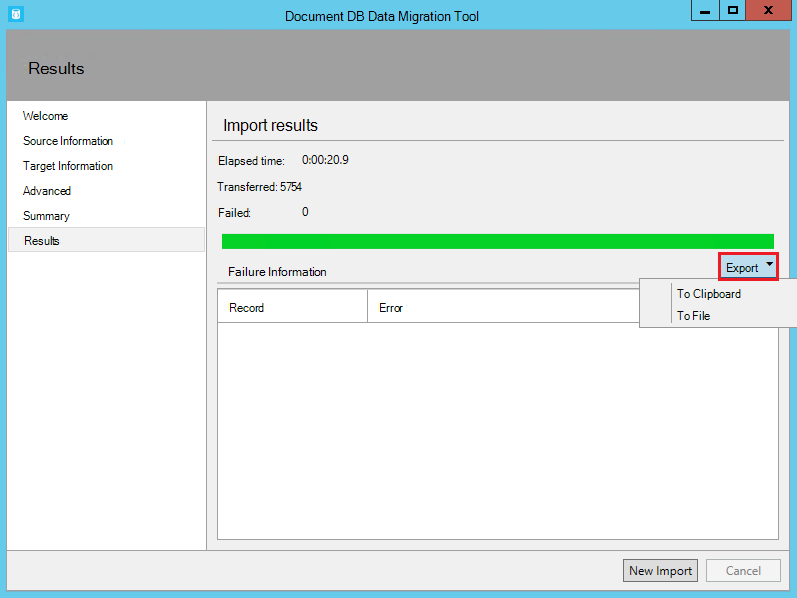 Document DB Data Migration Tool
Results
Welcome
Source Information
Target Information
Advanced
Summary
Results
Import results
Elapsed time: 0:00:20.9
Transferred: 5754
Failed: 0
Failure Information
Export
To Clipboard
To File
Record Error
New Import Cancel